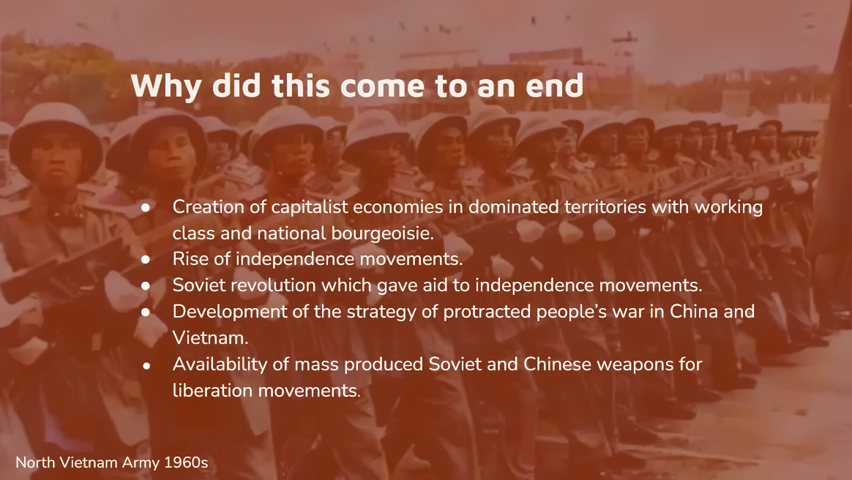 Why did this come to an end
● Creation of capitalist economies in dominated territories with working
class and national bourgeoisie.
● Rise of independence movements.
● Soviet revolution which gave aid to independence movements.
● Development of the strategy of protracted people’s war in China and
Vietnam.
● Availability of mass produced Soviet and Chinese weapons for
liberation movements.
North Vietnam Army 1960s